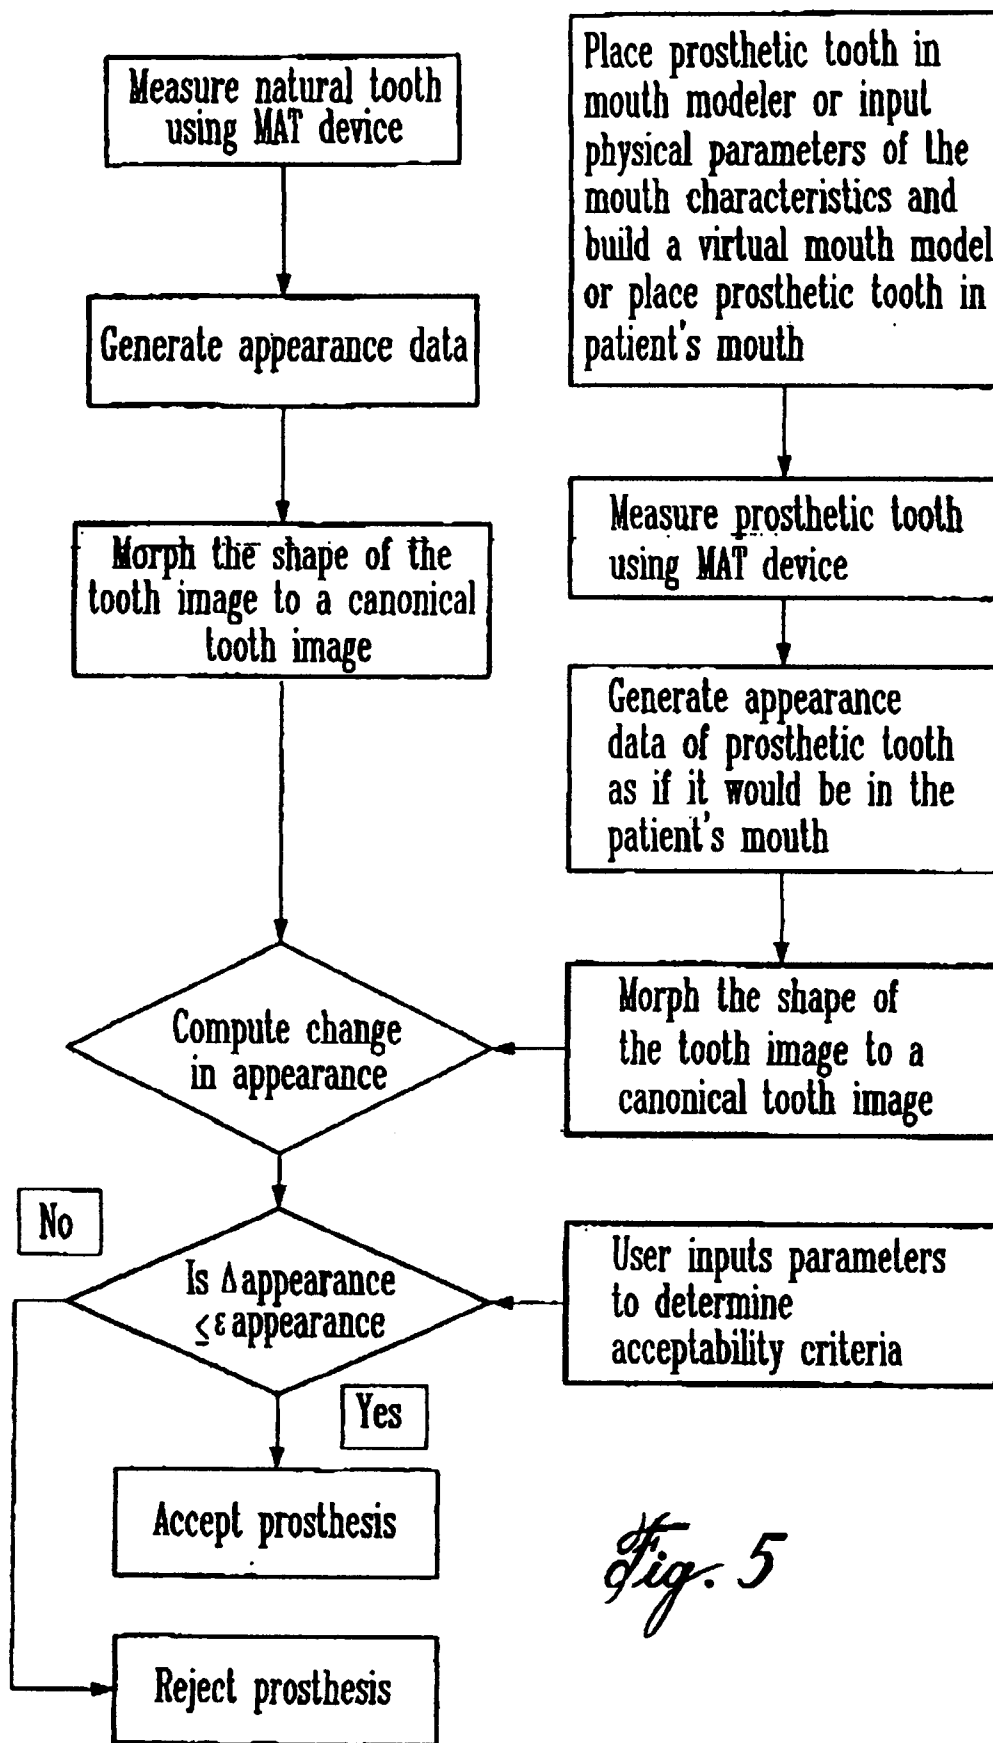 Measure natural tooth
using MAT device
Generate appearance data
Morph the shape of the
tooth image to a canonical
tooth image
Place prosthetic tooth in
mouth modeler or input
physical parameters of the
mouth characteristics and
build a virtual mouth model
or place prosthetic tooth in
patient's mouth
Measure prosthetic tooth
using MAT device
Generate appearance
data of prosthetic tooth
as if it would be in the
patient's mouth
Morph the shape of
the tooth image to a
canonical tooth image
Compute change
in appearance
No
Is Δ appearance
≤ ε appearance
User inputs parameters
to determine
acceptability criteria
Yes
Accept prosthesis
Reject prosthesis
Fig. 5